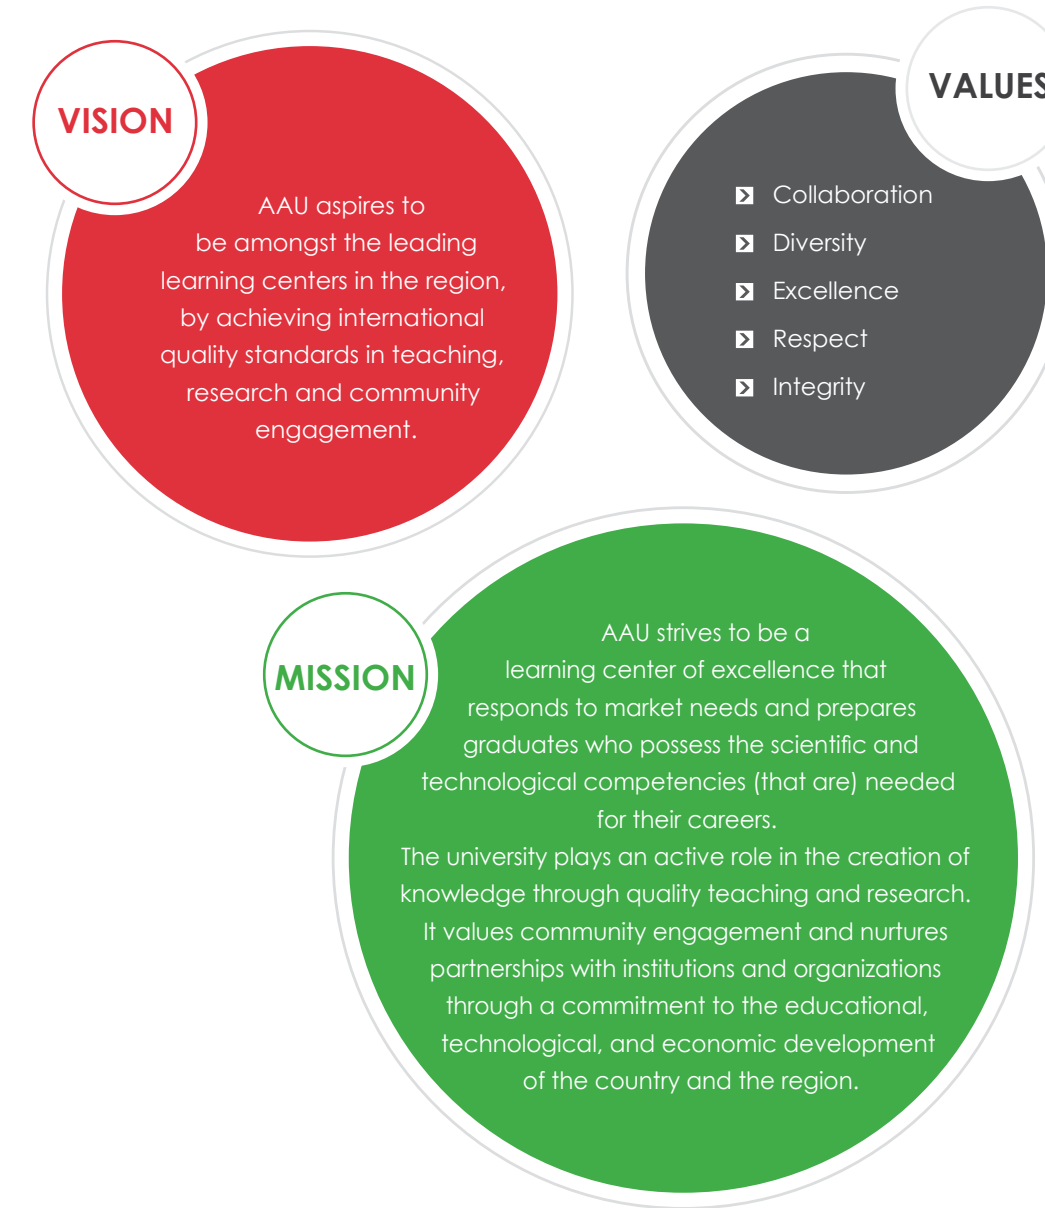 VISION
AAU aspires to
be amongst the leading
learning centers in the region,
by achieving international
quality standards in teaching,
research and community
engagement.
VALUES
Collaboration
Diversity
Excellence
Respect
Integrity
MISSION
AAU strives to be a
learning center of excellence that
responds to market needs and prepares
graduates who possess the scientific and
technological competencies (that are) needed
for their careers.
The university plays an active role in the creation of
knowledge through quality teaching and research.
It values community engagement and nurtures
partnerships with institutions and organizations
through a commitment to the educational,
technological, and economic development
of the country and the region.